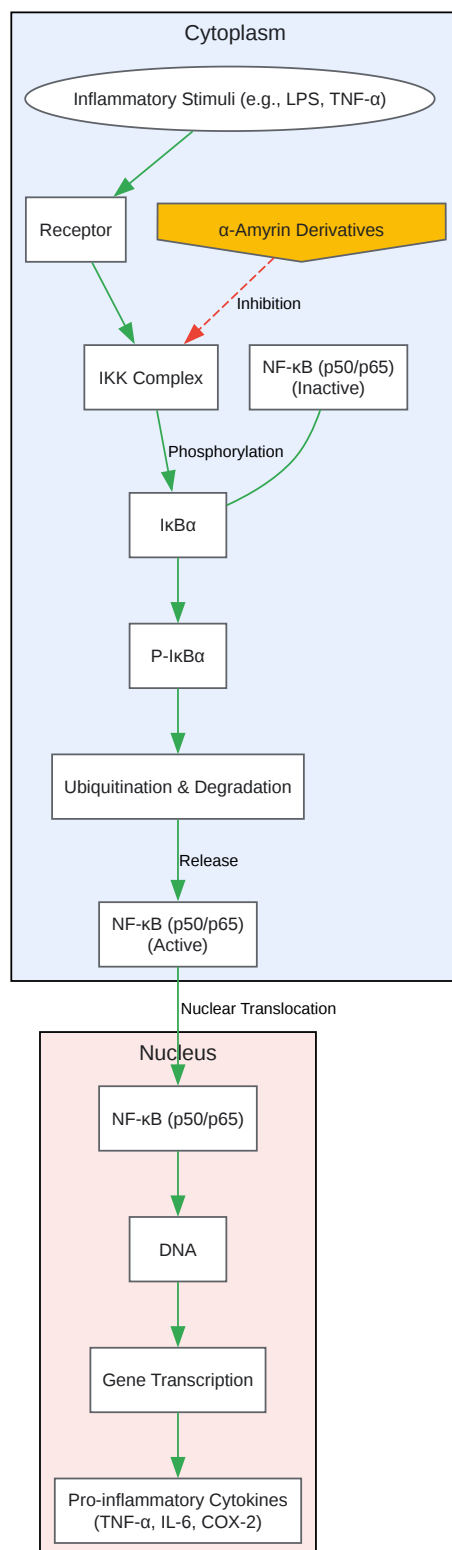 Cytoplasm
Inflammatory Stimuli (e.g., LPS, TNF-α)
Receptor
α-Amyrin Derivatives
Inhibition
IKK Complex
NF-κB (p50/p65)
(Inactive)
Phosphorylation
IκBα
P-IκBα
Ubiquitination & Degradation
Release
NF-κB (p50/p65)
(Active)
Nuclear Translocation
Nucleus
NF-κB (p50/p65)
DNA
Gene Transcription
Pro-inflammatory Cytokines
(TNF-α, IL-6, COX-2)